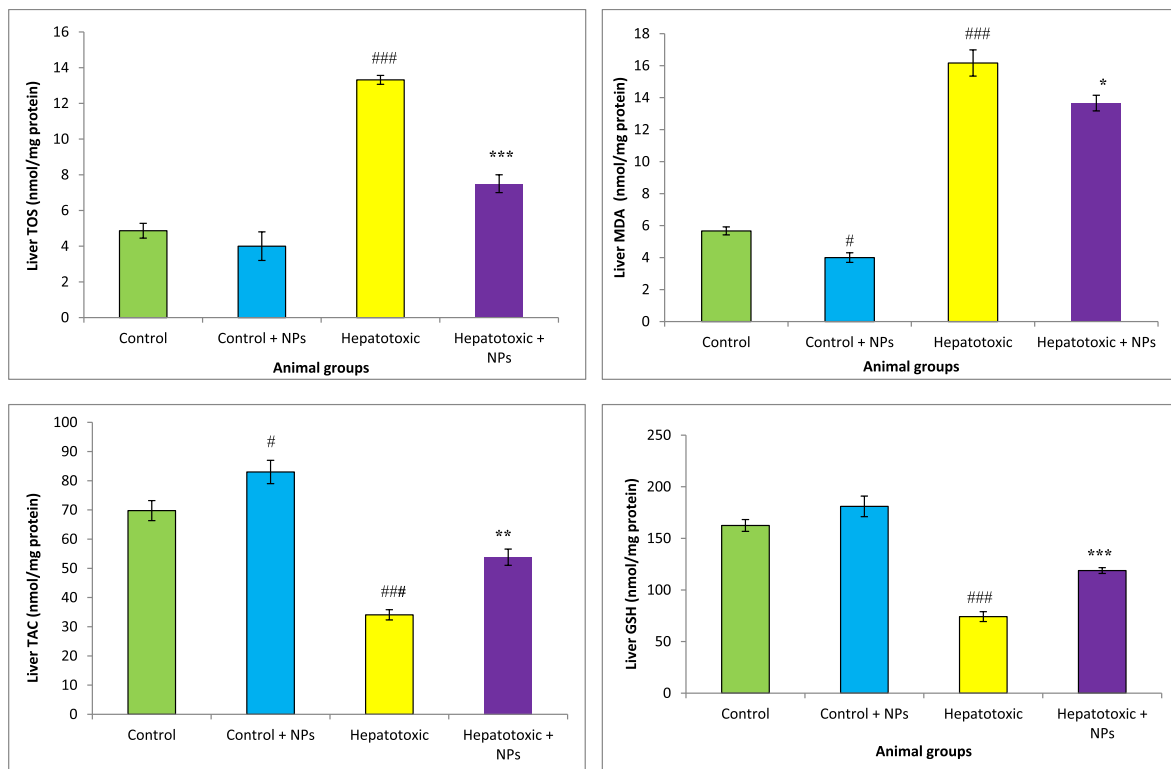 Liver TOS (nmol/mg protein)
16
14
12
10
8
6
4
2
0
###
***
Control
Control + NPs
Hepatotoxic
Hepatotoxic +
NPs
Animal groups
Liver MDA (nmol/mg protein)
18
16
14
12
10
8
6
4
2
0
#
###
*
Control
Control + NPs
Hepatotoxic
Hepatotoxic + NPs
Animal groups
Liver TAC (nmol/mg protein)
100
90
80
70
60
50
40
30
20
10
0
#
###
**
Control
Control + NPs
Hepatotoxic
Hepatotoxic +
NPs
Liver GSH (nmol/mg protein)
250
200
150
100
50
0
###
***
Control
Control + NPs
Hepatotoxic
Hepatotoxic +
NPs
Animal groups